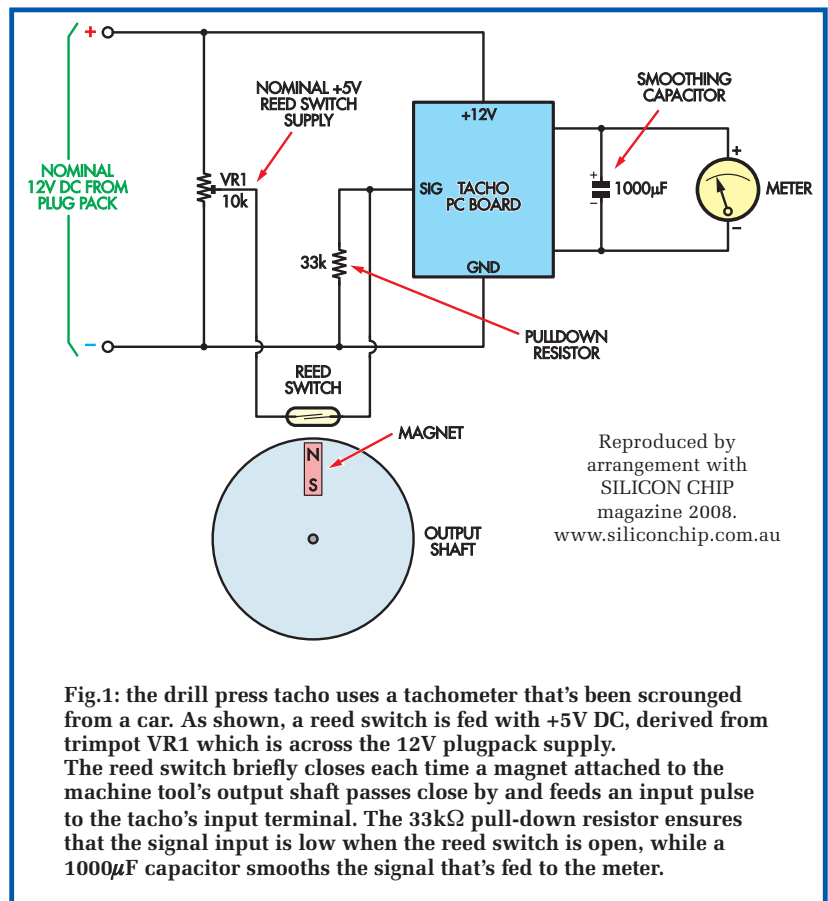 +
NOMINAL +5V
REED SWITCH
SUPPLY
SMOOTHING
CAPACITOR
+12V
NOMINAL
12V DC FROM
PLUG PACK
VR1
10k
SIG
TACHO
PC BOARD
+
1000µF
–
+
METER
–
33k
GND
–
PULLDOWN
RESISTOR
REED
SWITCH
MAGNET
N
S
OUTPUT
SHAFT
Reproduced by
arrangement with
SILICON CHIP
magazine 2008.
www.siliconchip.com.au
Fig.1: the drill press tacho uses a tachometer that's been scrounged
from a car. As shown, a reed switch is fed with +5V DC, derived from
trimpot VR1 which is across the 12V plugpack supply.
The reed switch briefly closes each time a magnet attached to the
machine tool's output shaft passes close by and feeds an input pulse
to the tacho's input terminal. The 33kΩ pull-down resistor ensures
that the signal input is low when the reed switch is open, while a
1000µF capacitor smooths the signal that's fed to the meter.